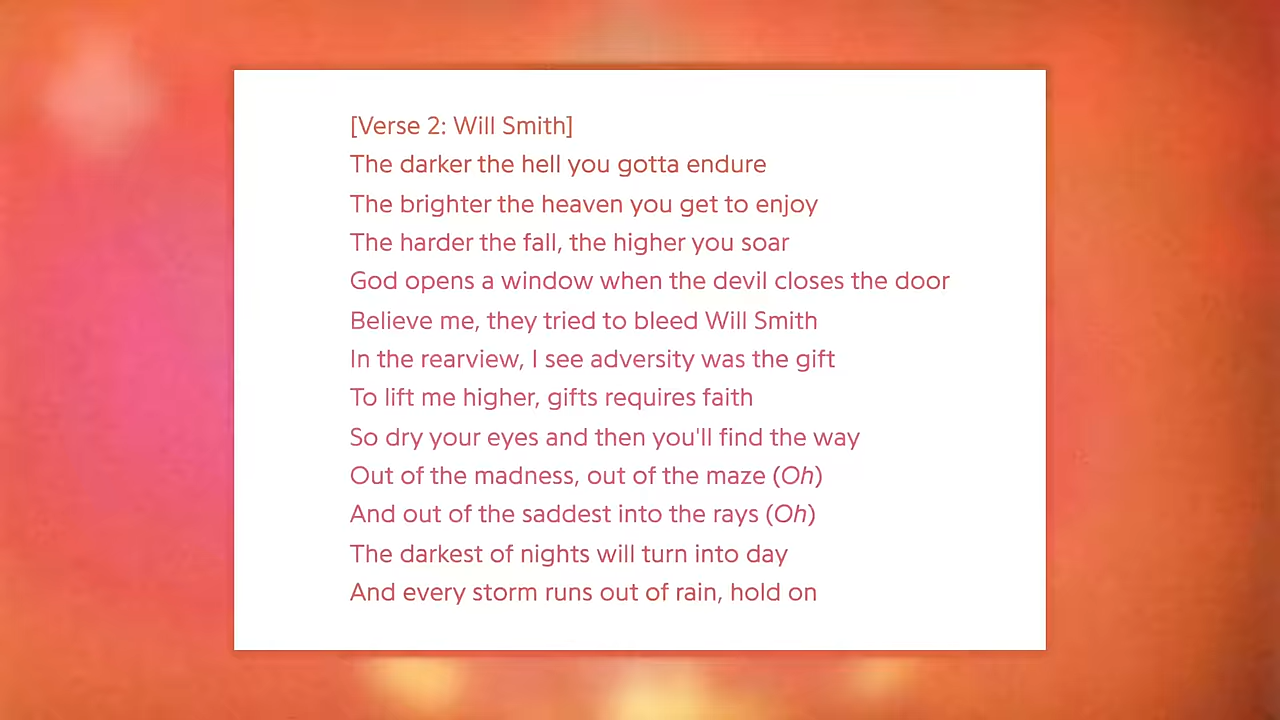 [Verse 2: Will Smith]
The darker the hell you gotta endure
The brighter the heaven you get to enjoy
The harder the fall, the higher you soar
God opens a window when the devil closes the door
Believe me, they tried to bleed Will Smith
In the rearview, I see adversity was the gift
To lift me higher, gifts requires faith
So dry your eyes and then you'll find the way
Out of the madness, out of the maze (Oh)
And out of the saddest into the rays (Oh)
The darkest of nights will turn into day
And every storm runs out of rain, hold on